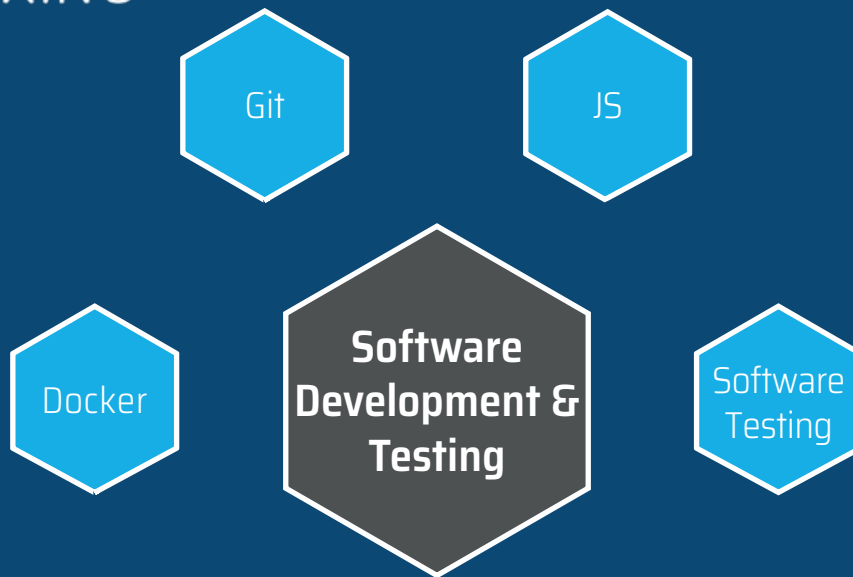 Git
JS
Software
Development &
Testing
Docker
Software
Testing